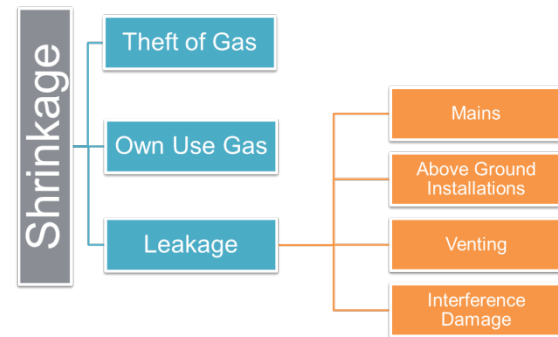 Shrinkage
Theft of Gas
Own Use Gas
Leakage
Mains
Above Ground
Installations
Venting
Interference
Damage